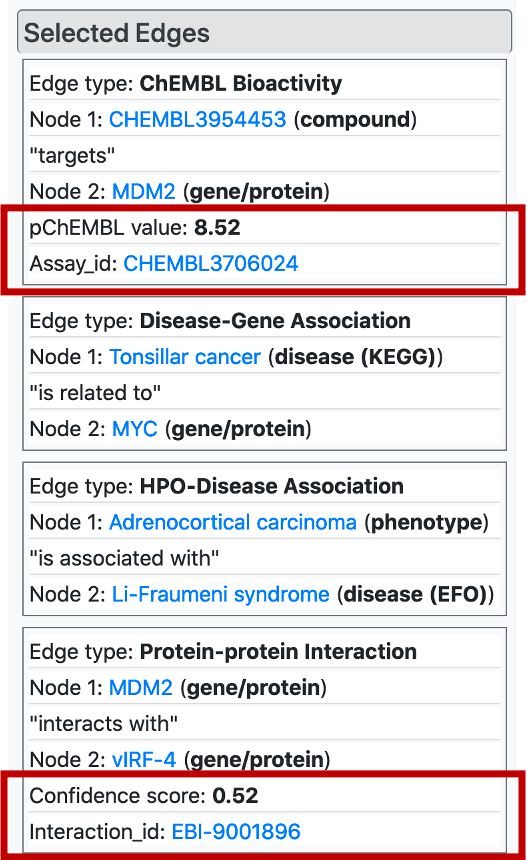 Selected Edges
Edge type: ChEMBL Bioactivity
Node 1: CHEMBL3954453 (compound)
"targets"
Node 2: MDM2 (gene/protein)
pChEMBL value: 8.52
Assay_id: CHEMBL3706024
Edge type: Disease-Gene Association
Node 1: Tonsillar cancer (disease (KEGG))
"is related to"
Node 2: MYC (gene/protein)
Edge type: HPO-Disease Association
Node 1: Adrenocortical carcinoma (phenotype)
"is associated with"
Node 2: Li-Fraumeni syndrome (disease (EFO))
Edge type: Protein-protein Interaction
Node 1: MDM2 (gene/protein)
"interacts with"
Node 2: vIRF-4 (gene/protein)
Confidence score: 0.52
Interaction_id: EBI-9001896